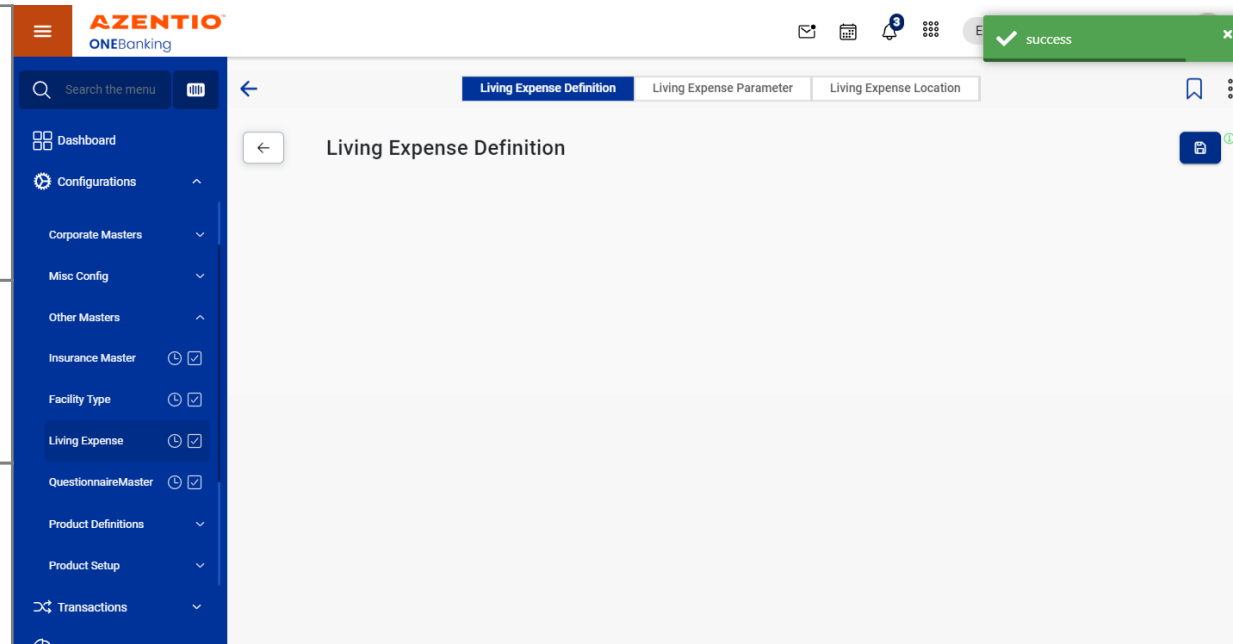 AZENTIO
ONEBanking
3
E
success
Search the menu
Living Expense Definition
Living Expense Parameter
Living Expense Location
Dashboard
Living Expense Definition
Configurations
Corporate Masters
Misc Config
Other Masters
Insurance Master
Facility Type
Living Expense
QuestionnaireMaster
Product Definitions
Product Setup
Transactions